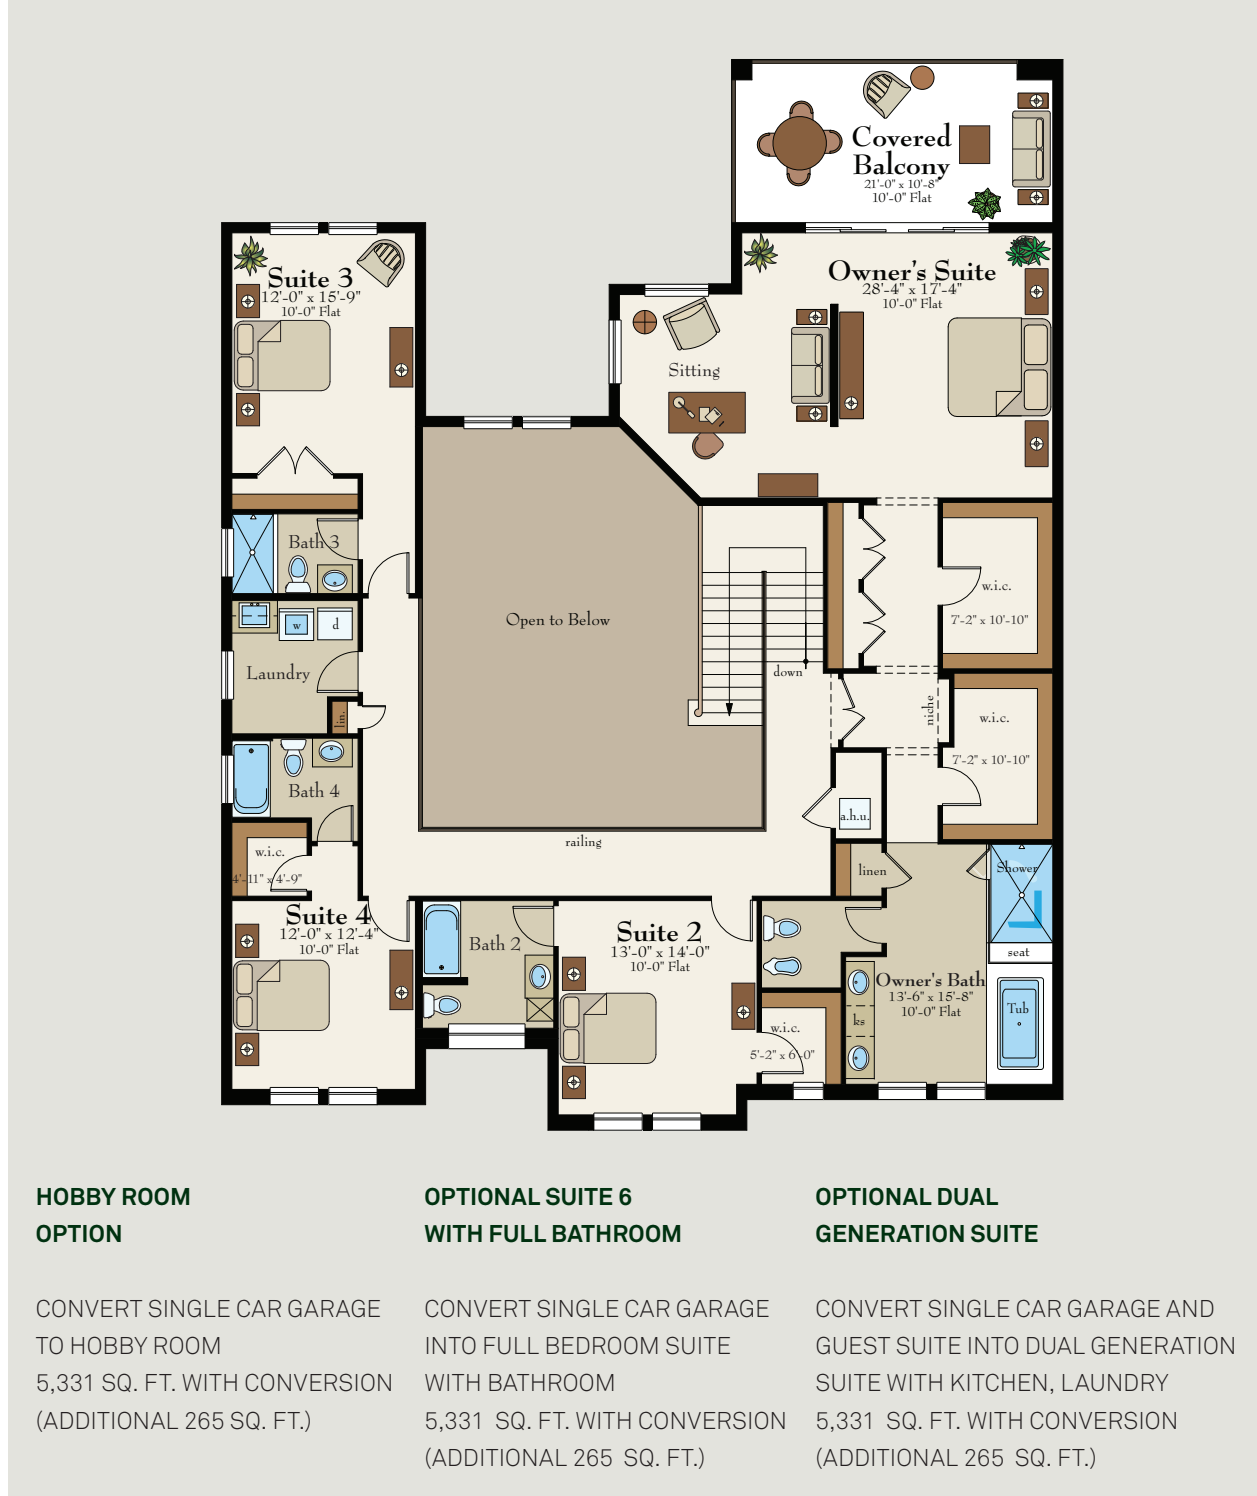 Covered
Balcony
21'-0" x 10'-8"
10'-0" Flat
Suite 3
12'-0" x 15'-9"
10'-0" Flat
Owner's Suite
28'-4" x 17'-4"
10'-0" Flat
Sitting
Bath 3
w.i.c.
7'-2" x 10'-10"
Open to Below
w
d
Laundry
down
lin.
niche
w.i.c.
7'-2" x 10'-10"
Bath 4
a.h.u.
railing
w.i.c.
4'-11" x 4'-9"
linen
Shower
Suite 4
12'-0" x 12'-4"
10'-0" Flat
Bath 2
Suite 2
13'-0" x 14'-0"
10'-0" Flat
seat
Owner's Bath
13'-6" x 15'-8"
10'-0" Flat
Tub
ks
w.i.c.
5'-2" x 6'-0"
HOBBY ROOM
OPTION
CONVERT SINGLE CAR GARAGE
TO HOBBY ROOM
5,331 SQ. FT. WITH CONVERSION
(ADDITIONAL 265 SQ. FT.)
OPTIONAL SUITE 6
WITH FULL BATHROOM
CONVERT SINGLE CAR GARAGE
INTO FULL BEDROOM SUITE
WITH BATHROOM
5,331 SQ. FT. WITH CONVERSION
(ADDITIONAL 265 SQ. FT.)
OPTIONAL DUAL
GENERATION SUITE
CONVERT SINGLE CAR GARAGE AND
GUEST SUITE INTO DUAL GENERATION
SUITE WITH KITCHEN, LAUNDRY
5,331 SQ. FT. WITH CONVERSION
(ADDITIONAL 265 SQ. FT.)